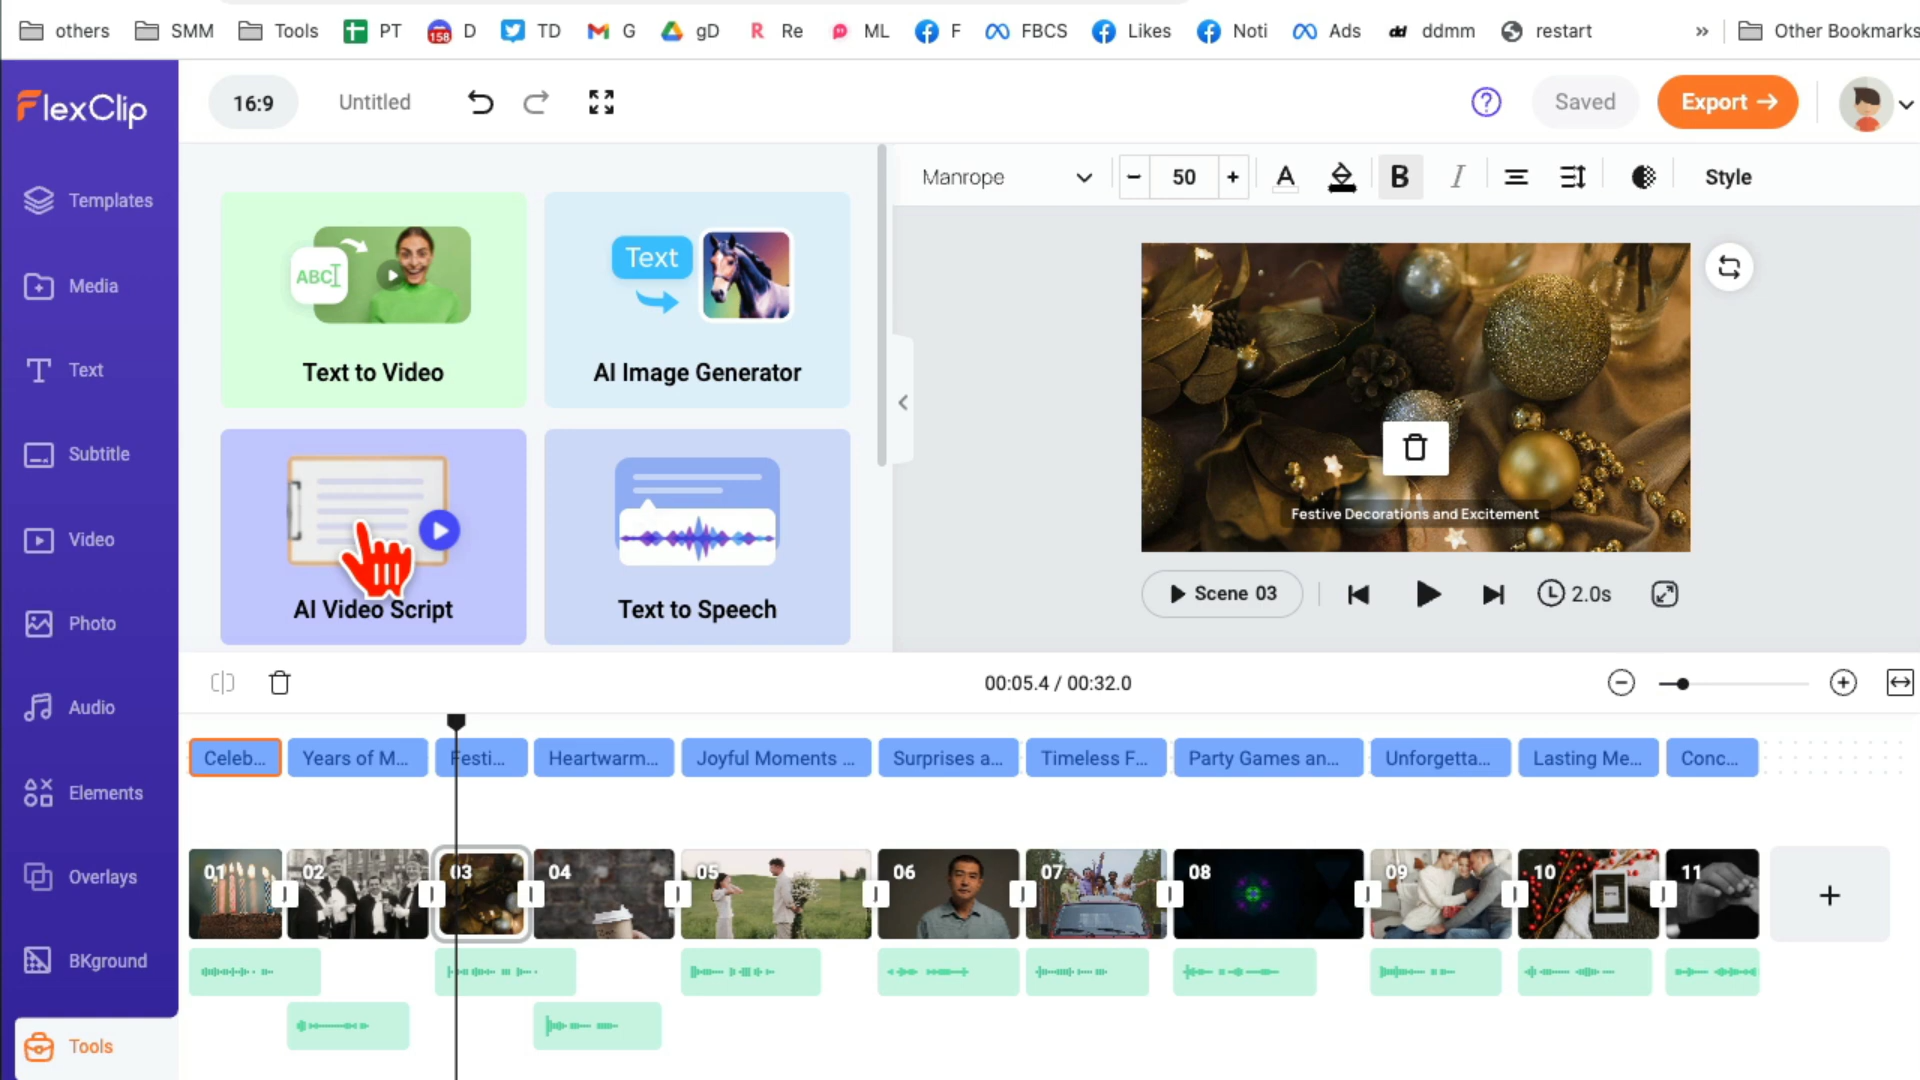 others SMM Tools PT 158 D TD G gD R Re ML F FBCS Likes Noti Ads dd ddmm restart » Other Bookmarks
FlexClip
16:9 Untitled Saved Export →
Templates
Media
Text
Subtitle
Video
Photo
Audio
Elements
Overlays
BKground
Tools
ABC
Text to Video
Text
AI Image Generator
AI Video Script
Text to Speech
Manrope − 50 + A B I Style
Festive Decorations and Excitement
Scene 03 2.0s
00:05.4 / 00:32.0
Celeb... Years of M... Festi... Heartwarm... Joyful Moments ... Surprises a... Timeless F... Party Games an... Unforgetta... Lasting Me... Conc...
01 02 03 04 05 06 07 08 09 10 11 +